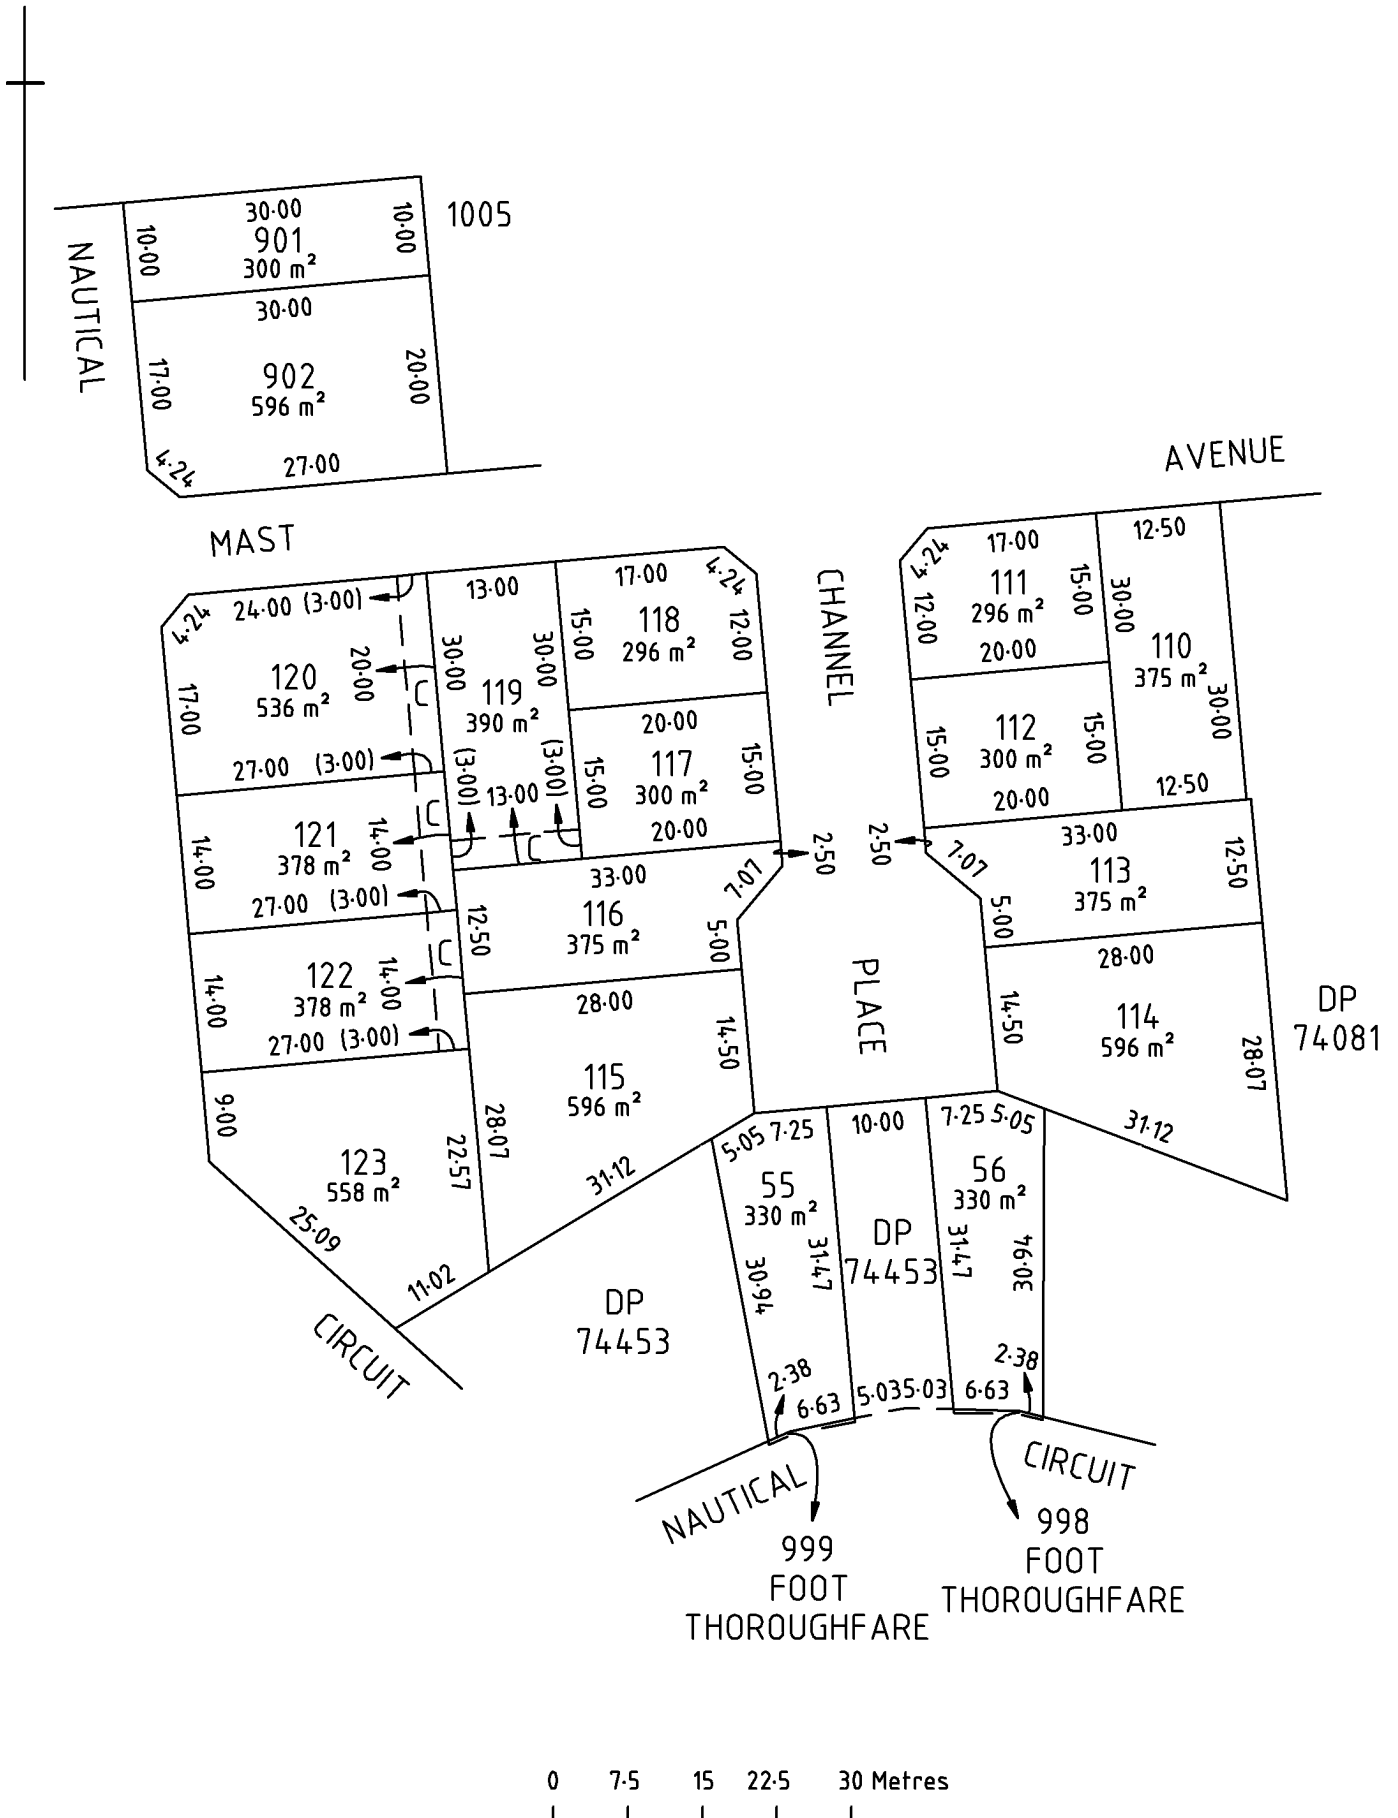 30·00
10·00
10·00
901
300 m²
1005
NAUTICAL
30·00
17·00
20·00
902
596 m²
4·24
27·00
AVENUE
MAST
4·24
24·00 (3·00)
20·00
120
536 m²
17·00
27·00 (3·00)
13·00
30·00
30·00
119
390 m²
(3·00)
(3·00)
13·00
17·00
4·24
15·00
118
296 m²
12·00
20·00
15·00
117
300 m²
15·00
20·00
CHANNEL
4·24
17·00
12·00
111
296 m²
15·00
20·00
12·50
30·00
110
375 m²
30·00
12·50
15·00
112
300 m²
15·00
20·00
C
C
C
C
14·00
121
378 m²
14·00
27·00 (3·00)
2·50
2·50
33·00
7·07
12·50
116
375 m²
5·00
33·00
7·07
113
375 m²
12·50
5·00
14·00
122
378 m²
14·00
27·00 (3·00)
28·00
115
596 m²
14·50
28·07
31·12
PLACE
28·00
14·50
114
596 m²
28·07
31·12
DP
74081
9·00
123
558 m²
22·57
25·09
11·02
CIRCUIT
5·05 7·25
10·00
7·25 5·05
55
330 m²
30·94
31·47
DP
74453
56
330 m²
31·47
30·94
DP
74453
2·38
6·63
5·03
5·03
6·63
2·38
NAUTICAL
CIRCUIT
999
FOOT
THOROUGHFARE
998
FOOT
THOROUGHFARE
0 7·5 15 22·5 30 Metres